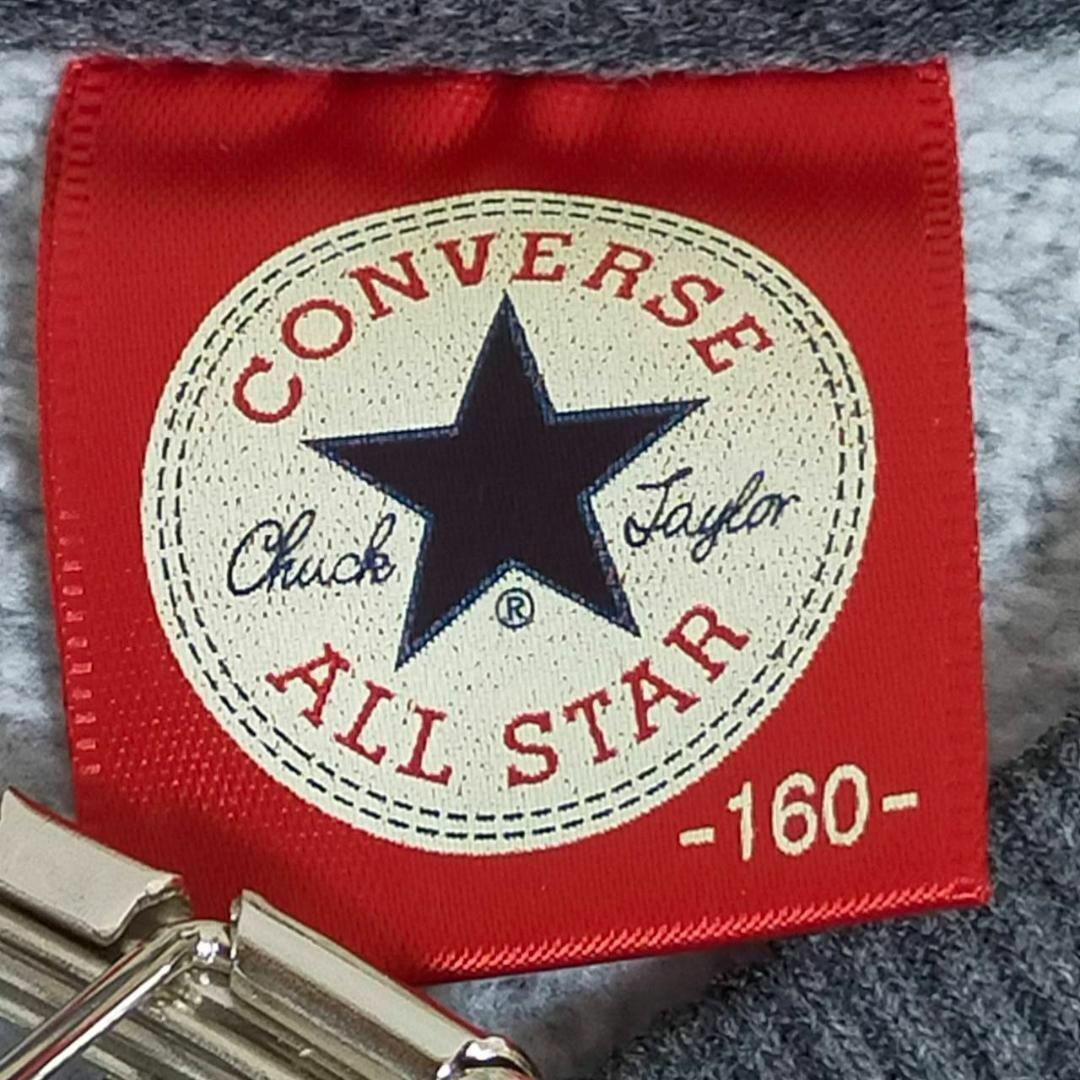 CONVERSE
Chuck Taylor
®
ALL STAR
-160-